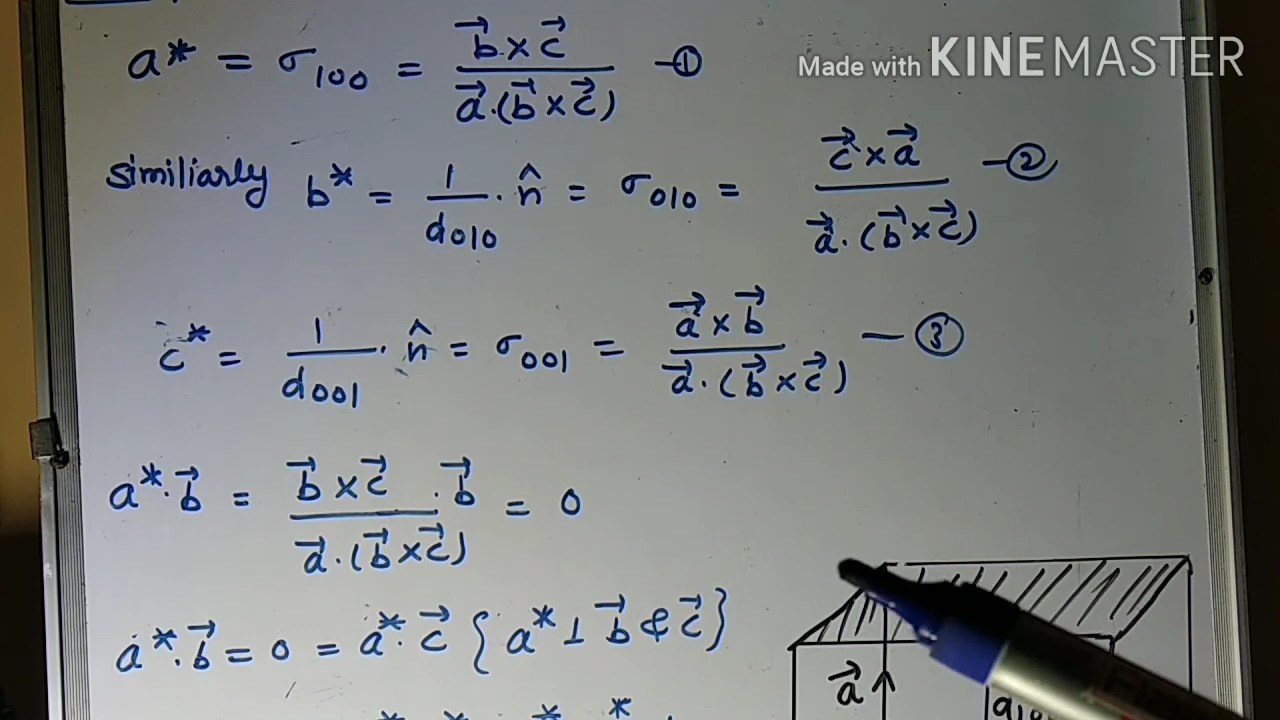 a* = σ₁₀₀ = (b⃗ × c⃗) / (a⃗·(b⃗ × c⃗)) –①
Made with KINEMASTER
similiarly b* = 1/d₀₁₀ · n̂ = σ₀₁₀ = (c⃗ × a⃗) / (a⃗·(b⃗ × c⃗)) –②
c* = 1/d₀₀₁ · n̂ = σ₀₀₁ = (a⃗ × b⃗) / (a⃗·(b⃗ × c⃗)) –③
a*·b⃗ = (b⃗ × c⃗)/(a⃗·(b⃗ × c⃗)) · b⃗ = 0
a*·b⃗ = 0 = a*·c⃗ {a* ⊥ b⃗ & c⃗}
a⃗